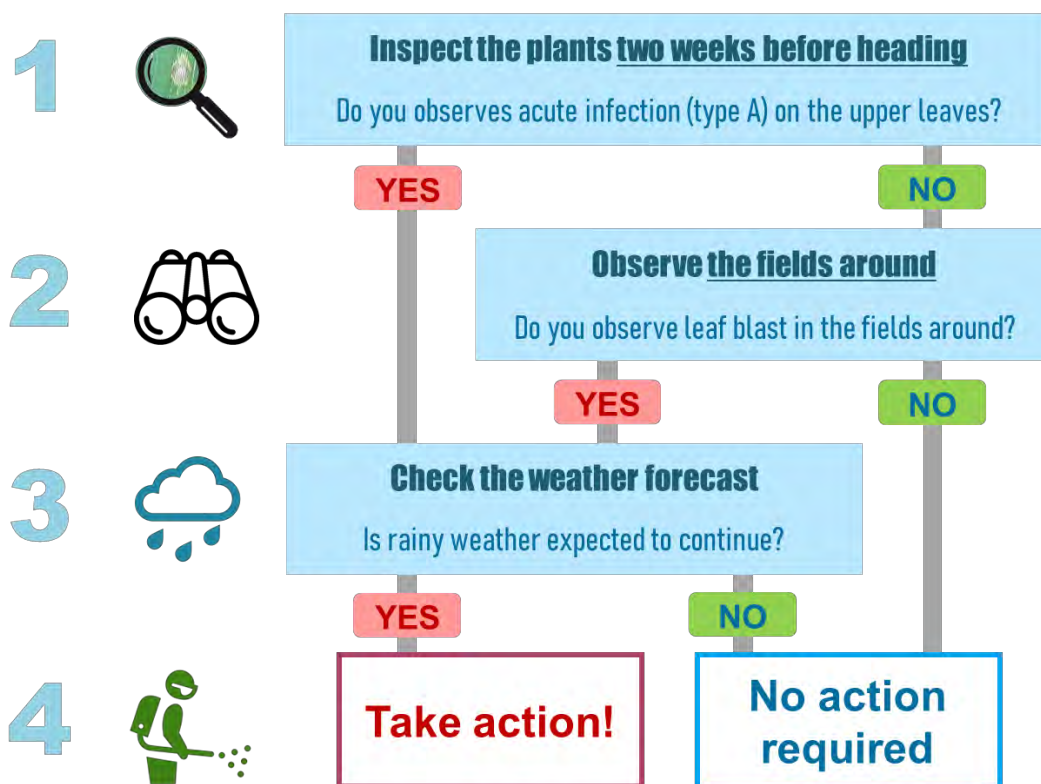 1
Inspect the plants two weeks before heading
Do you observes acute infection (type A) on the upper leaves?
YES
NO
2
Observe the fields around
Do you observe leaf blast in the fields around?
YES
NO
3
Check the weather forecast
Is rainy weather expected to continue?
YES
NO
4
Take action!
No action
required